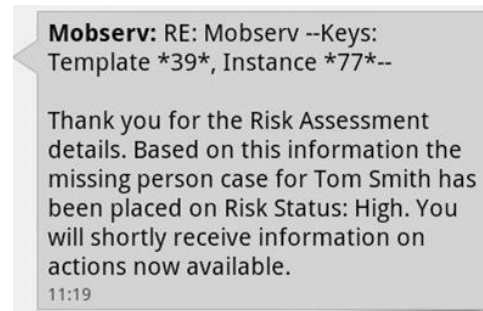 Mobserv: RE: Mobserv --Keys:
Template *39*, Instance *77*--
Thank you for the Risk Assessment
details. Based on this information the
missing person case for Tom Smith has
been placed on Risk Status: High. You
will shortly receive information on
actions now available.
11:19